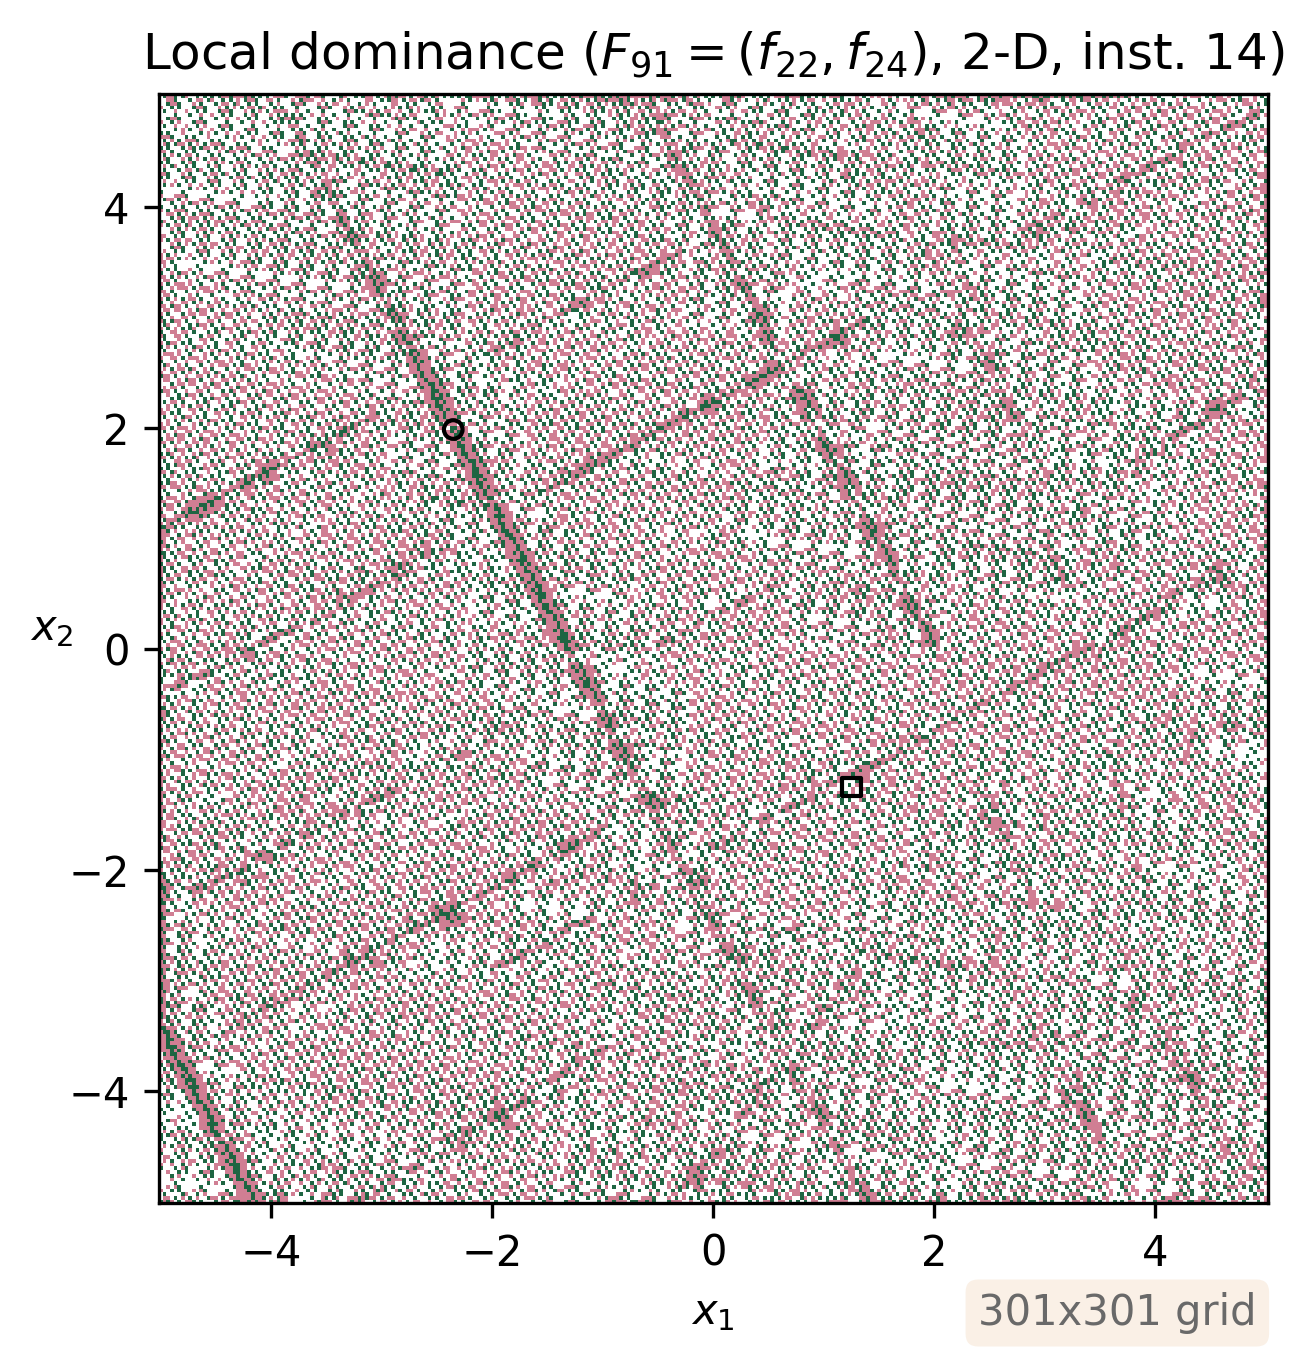 Local dominance (F₉₁ = (f₂₂, f₂₄), 2-D, inst. 14)
4
2
x₂
0
−2
−4
−4
−2
0
2
4
x₁
301x301 grid